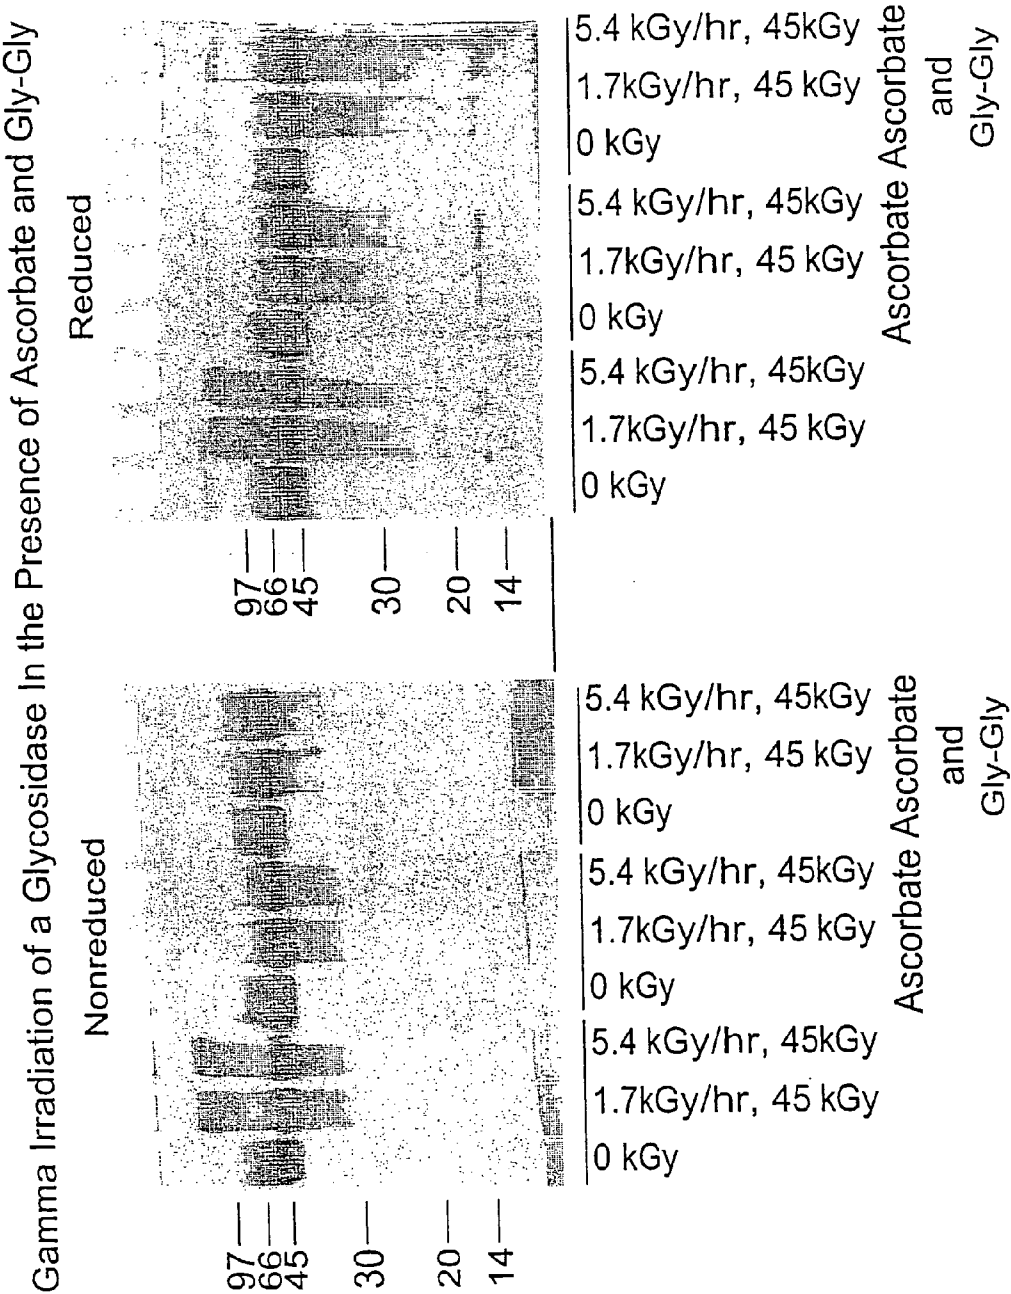 Gamma Irradiation of a Glycosidase In the Presence of Ascorbate and Gly-Gly
Nonreduced
97
66
45
30
20
14
0 kGy
1.7kGy/hr, 45 kGy
5.4 kGy/hr, 45kGy
0 kGy
1.7kGy/hr, 45 kGy
5.4 kGy/hr, 45kGy
0 kGy
1.7kGy/hr, 45 kGy
5.4 kGy/hr, 45kGy
Ascorbate
Ascorbate
and
Gly-Gly
Reduced
97
66
45
30
20
14
0 kGy
1.7kGy/hr, 45 kGy
5.4 kGy/hr, 45kGy
0 kGy
1.7kGy/hr, 45 kGy
5.4 kGy/hr, 45kGy
0 kGy
1.7kGy/hr, 45 kGy
5.4 kGy/hr, 45kGy
Ascorbate
Ascorbate
and
Gly-Gly